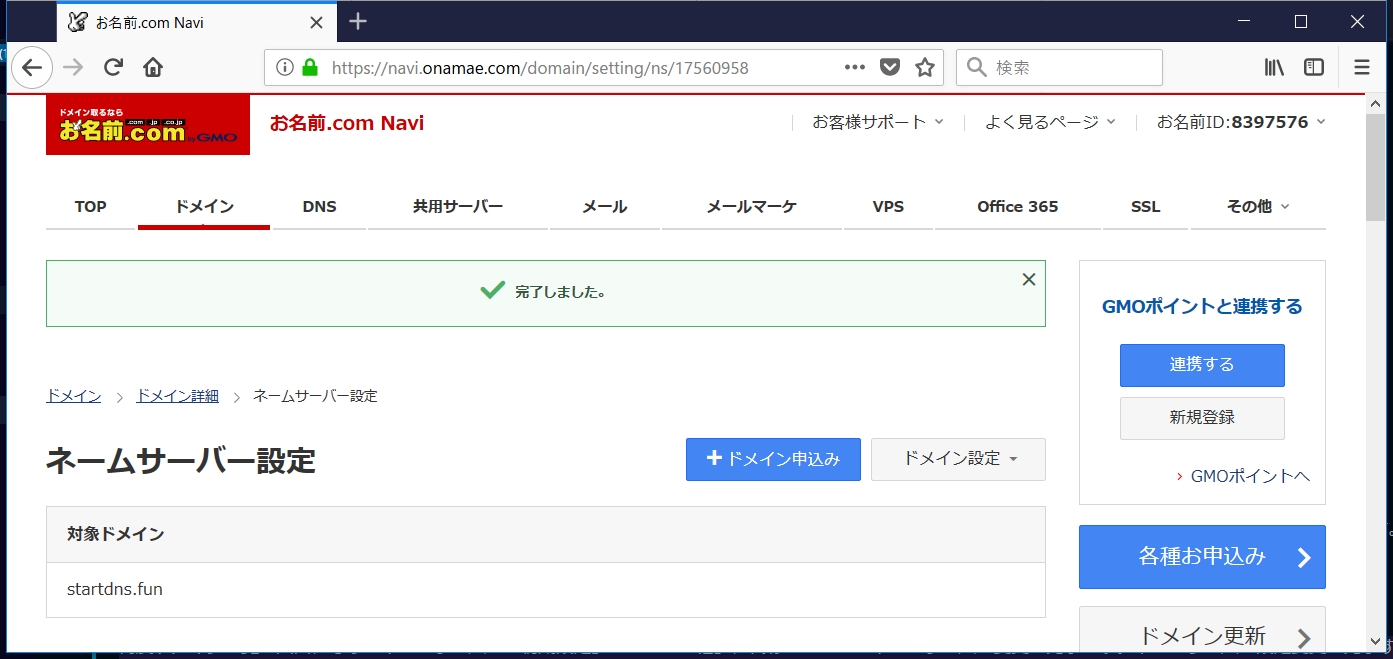 お名前.com Navi
https://navi.onamae.com/domain/setting/ns/17560958
検索
ドメイン取るなら
お名前.com
.com .jp .co.jp
by GMO
お名前.com Navi
お客様サポート
よく見るページ
お名前ID:8397576
TOP
ドメイン
DNS
共用サーバー
メール
メールマーケ
VPS
Office 365
SSL
その他
完了しました。
ドメイン > ドメイン詳細 > ネームサーバー設定
ネームサーバー設定
+ドメイン申込み
ドメイン設定
対象ドメイン
startdns.fun
GMOポイントと連携する
連携する
新規登録
GMOポイントへ
各種お申込み
ドメイン更新